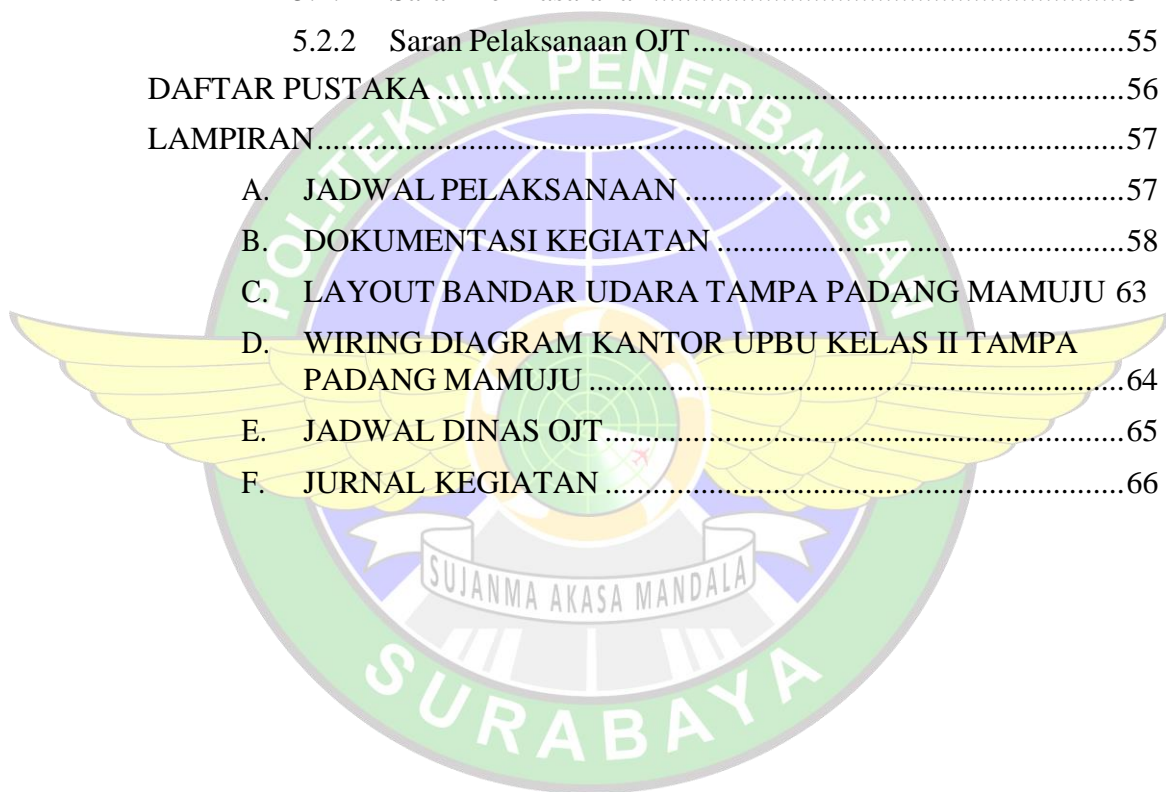 5.2.2 Saran Pelaksanaan OJT..........................................................55
DAFTAR PUSTAKA..............................................................................56
LAMPIRAN..............................................................................................57
A. JADWAL PELAKSANAAN..........................................................57
B. DOKUMENTASI KEGIATAN......................................................58
C. LAYOUT BANDAR UDARA TAMPA PADANG MAMUJU 63
D. WIRING DIAGRAM KANTOR UPBU KELAS II TAMPA
PADANG MAMUJU......................................................................64
E. JADWAL DINAS OJT...................................................................65
F. JURNAL KEGIATAN...................................................................66
POLITEKNIK PENERBANGAN
SUJANMA AKASA MANDALA
SURABAYA